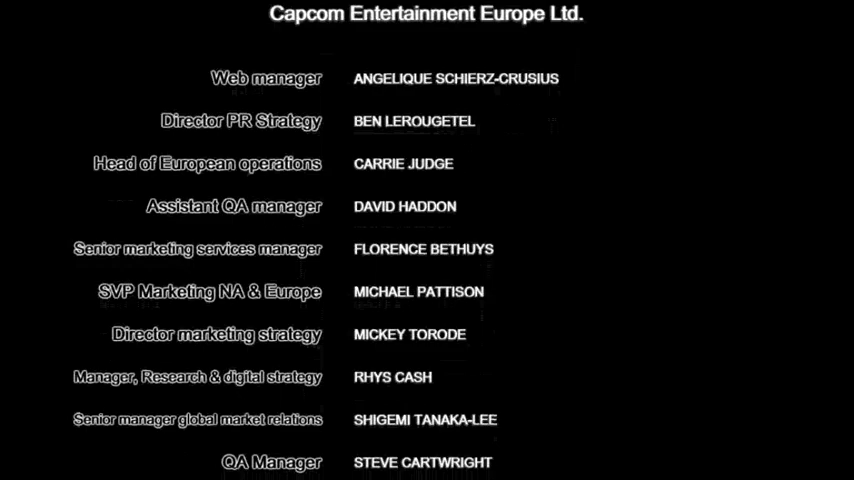 Capcom Entertainment Europe Ltd.
Web manager ANGELIQUE SCHIERZ-CRUSIUS
Director PR Strategy BEN LEROUGETEL
Head of European operations CARRIE JUDGE
Assistant QA manager DAVID HADDON
Senior marketing services manager FLORENCE BETHUYS
SVP Marketing NA & Europe MICHAEL PATTISON
Director marketing strategy MICKEY TORODE
Manager, Research & digital strategy RHYS CASH
Senior manager global market relations SHIGEMI TANAKA-LEE
QA Manager STEVE CARTWRIGHT